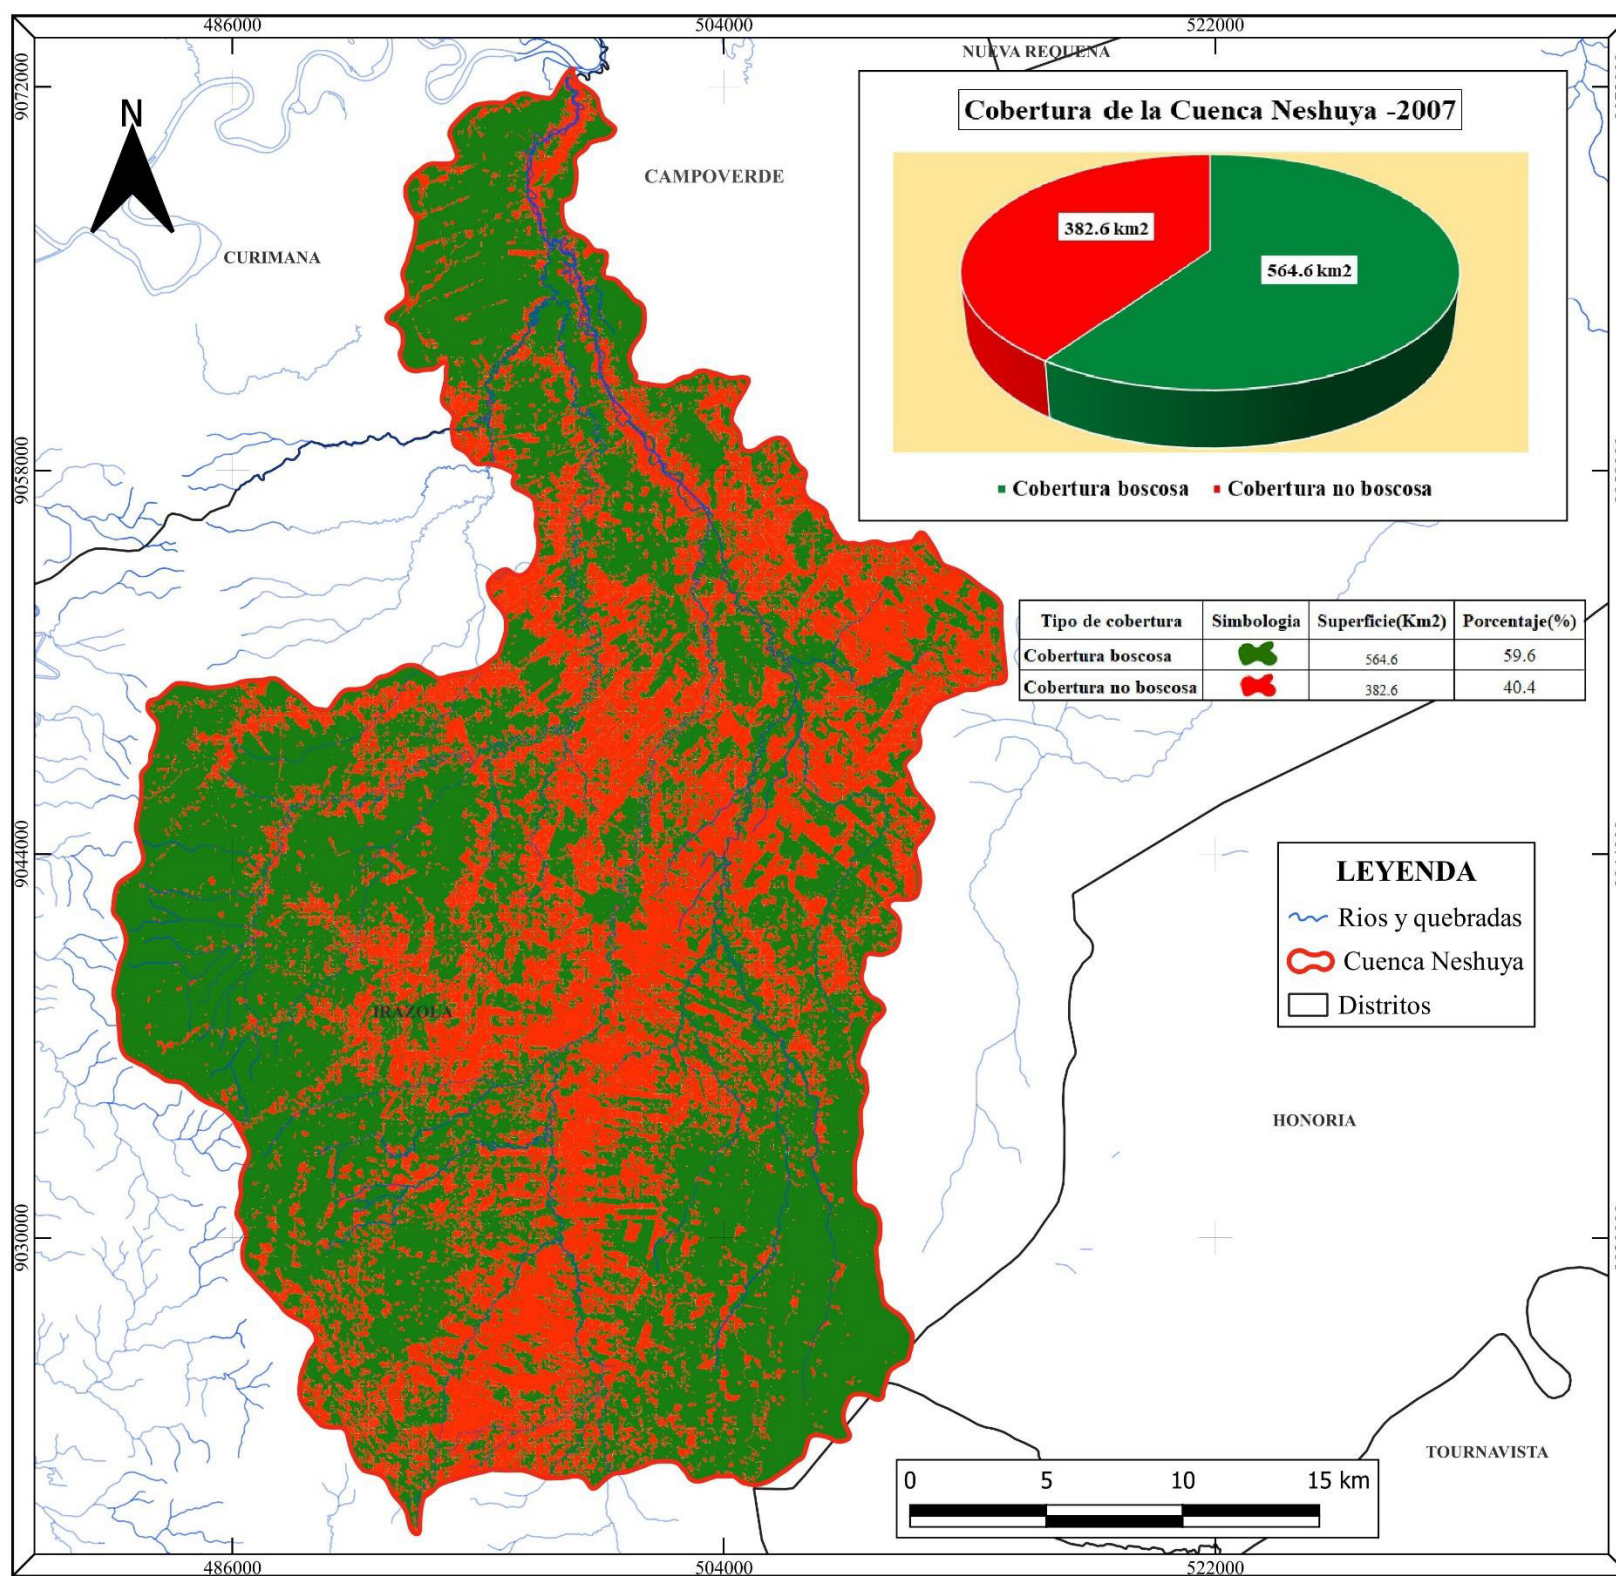 486000
504000
522000
9072000
9058000
9044000
9030000
N
NUEVA REQUENA
CAMPOVERDE
CURIMANA
Cobertura de la Cuenca Neshuya -2007
382.6 km2
564.6 km2
Cobertura boscosa
Cobertura no boscosa
Tipo de cobertura Simbologia Superficie(Km2) Porcentaje(%)
Cobertura boscosa 564.6 59.6
Cobertura no boscosa 382.6 40.4
LEYENDA
Rios y quebradas
Cuenca Neshuya
Distritos
IRAZOLA
HONORIA
TOURNAVISTA
0 5 10 15 km
486000
504000
522000